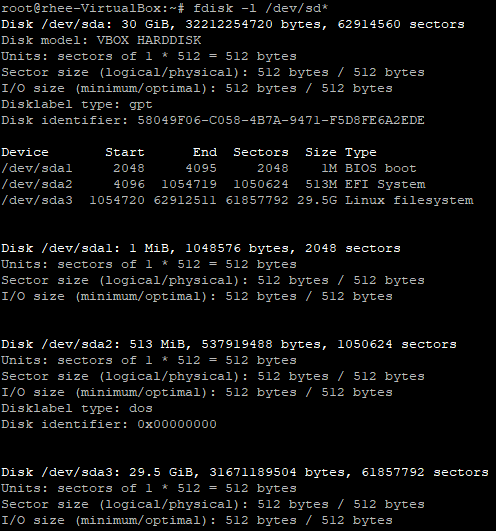 root@rhee-VirtualBox:~# fdisk -l /dev/sd*
Disk /dev/sda: 30 GiB, 32212254720 bytes, 62914560 sectors
Disk model: VBOX HARDDISK
Units: sectors of 1 * 512 = 512 bytes
Sector size (logical/physical): 512 bytes / 512 bytes
I/O size (minimum/optimal): 512 bytes / 512 bytes
Disklabel type: gpt
Disk identifier: 58049F06-C058-4B7A-9471-F5D8FE6A2EDE
Device       Start      End  Sectors  Size Type
/dev/sda1     2048     4095     2048    1M BIOS boot
/dev/sda2     4096  1054719  1050624  513M EFI System
/dev/sda3  1054720 62912511 61857792 29.5G Linux filesystem
Disk /dev/sda1: 1 MiB, 1048576 bytes, 2048 sectors
Units: sectors of 1 * 512 = 512 bytes
Sector size (logical/physical): 512 bytes / 512 bytes
I/O size (minimum/optimal): 512 bytes / 512 bytes
Disk /dev/sda2: 513 MiB, 537919488 bytes, 1050624 sectors
Units: sectors of 1 * 512 = 512 bytes
Sector size (logical/physical): 512 bytes / 512 bytes
I/O size (minimum/optimal): 512 bytes / 512 bytes
Disklabel type: dos
Disk identifier: 0x00000000
Disk /dev/sda3: 29.5 GiB, 31671189504 bytes, 61857792 sectors
Units: sectors of 1 * 512 = 512 bytes
Sector size (logical/physical): 512 bytes / 512 bytes
I/O size (minimum/optimal): 512 bytes / 512 bytes